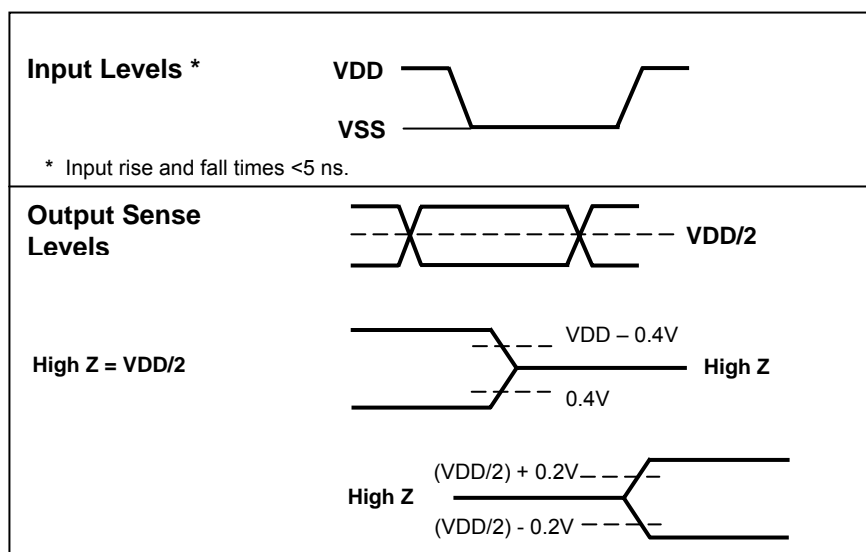 Input Levels *
VDD
VSS
* Input rise and fall times <5 ns.
Output Sense
Levels
VDD/2
VDD – 0.4V
High Z = VDD/2
High Z
0.4V
(VDD/2) + 0.2V
High Z
(VDD/2) - 0.2V